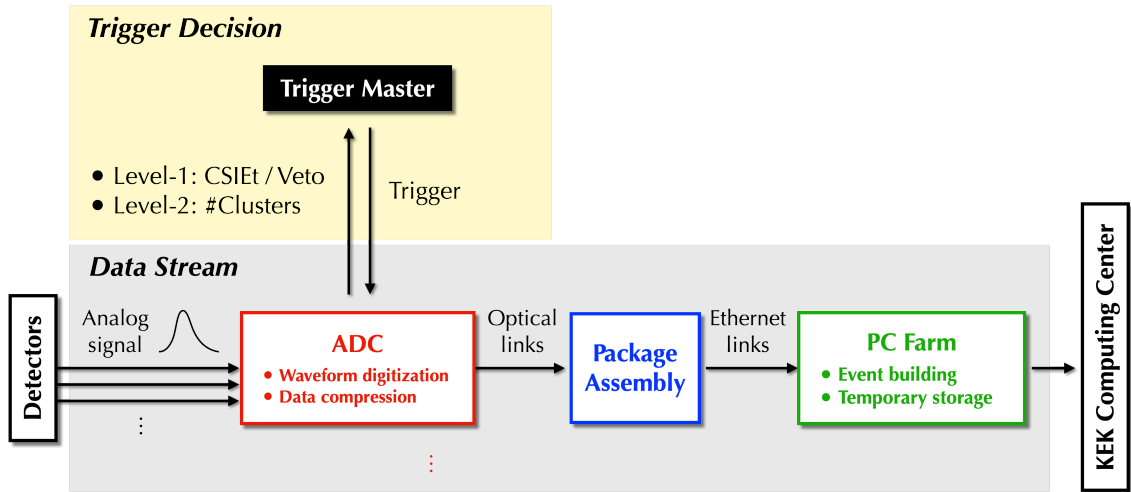 Trigger Decision
Trigger Master
• Level-1: CSIEt / Veto
• Level-2: #Clusters
Trigger
Data Stream
Detectors
Analog
signal
ADC
• Waveform digitization
• Data compression
Optical
links
Package
Assembly
Ethernet
links
PC Farm
• Event building
• Temporary storage
KEK Computing Center